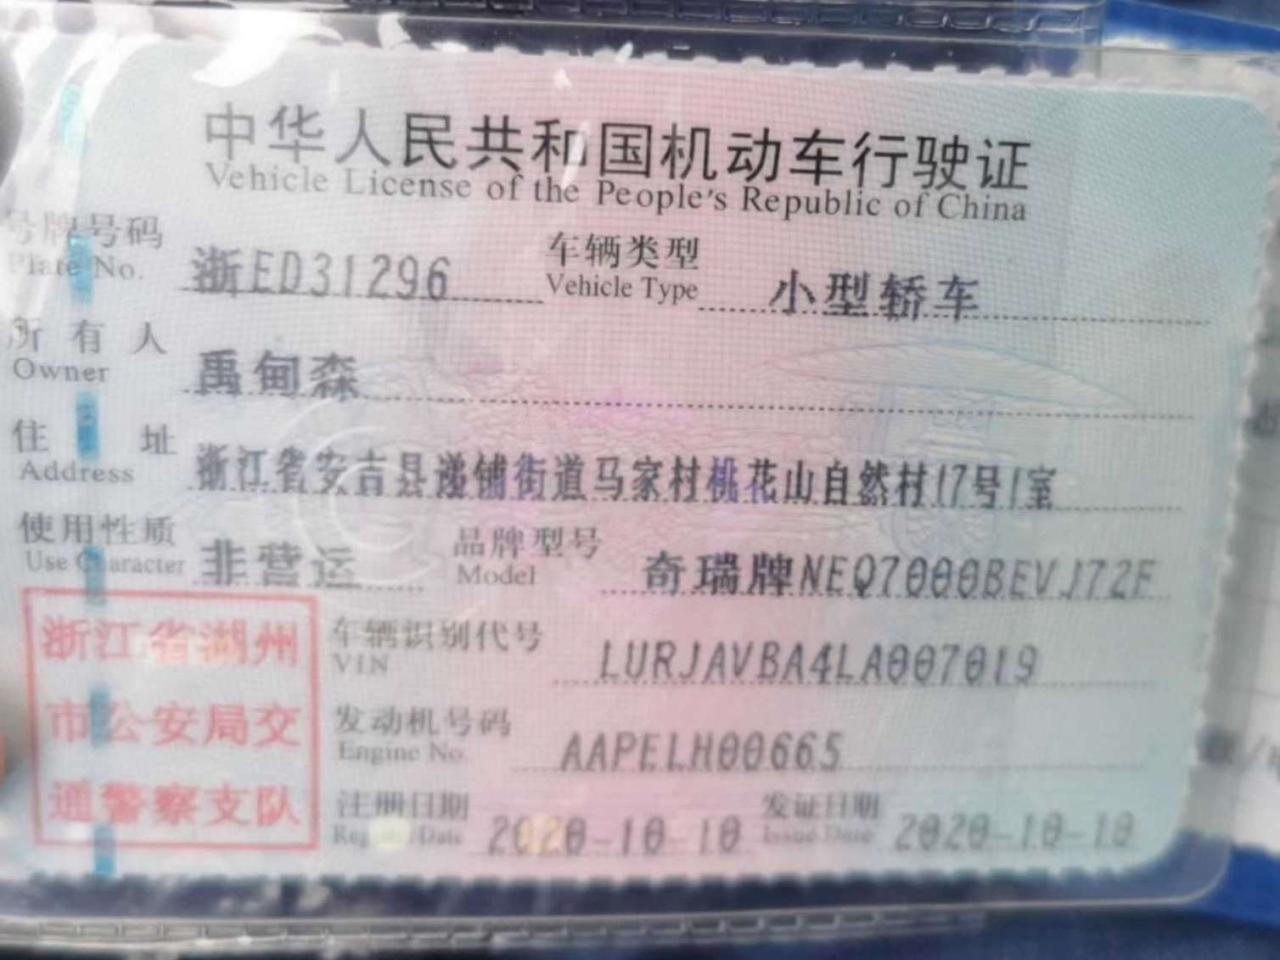 中华人民共和国机动车行驶证
Vehicle License of the People's Republic of China
号牌号码 浙ED31296 车辆类型 小型轿车
Plate No. Vehicle Type
所有人 禹甸森
Owner
住址 浙江省安吉县递铺街道马家村桃花山自然村17号1室
Address
使用性质 非营运 品牌型号 奇瑞牌NEQ7000BEVJ72F
Use Character Model
浙江省湖州
市公安局交
通警察支队
车辆识别代号 LURJAVBA4LA007019
VIN
发动机号码 AAPELH00665
Engine No.
注册日期 2020-10-10 发证日期 2020-10-10
Register Date Issue Date